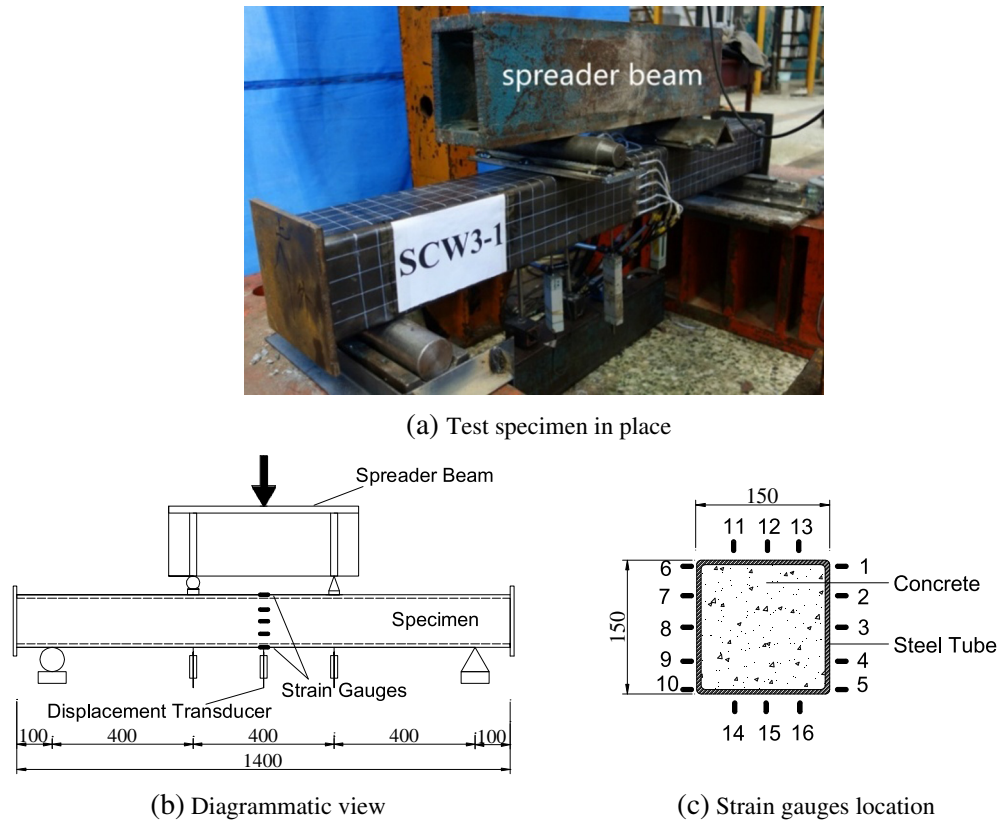 spreader beam
SCW3-1
(a) Test specimen in place
Spreader Beam
Specimen
Strain Gauges
Displacement Transducer
100 400 400 400 100
1400
(b) Diagrammatic view
150
11 12 13
6 1
7 2
Concrete
150
8 3
Steel Tube
9 4
10 5
14 15 16
(c) Strain gauges location